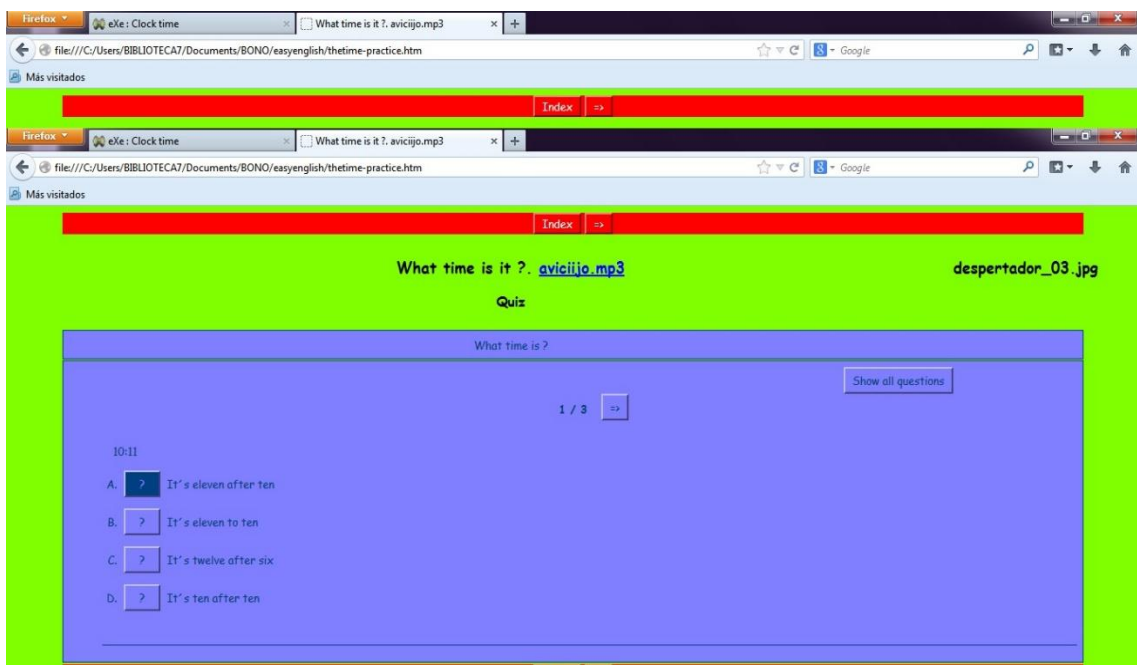 Firefox eXe : Clock time What time is it ?. aviciijo.mp3
file:///C:/Users/BIBLIOTECA7/Documents/BONO/easyenglish/thetime-practice.htm Google
Más visitados
Index =>
Firefox eXe : Clock time What time is it ?. aviciijo.mp3
file:///C:/Users/BIBLIOTECA7/Documents/BONO/easyenglish/thetime-practice.htm Google
Más visitados
Index =>
What time is it ?. aviciijo.mp3 despertador_03.jpg
Quiz
What time is ?
Show all questions
1 / 3 =>
10:11
A. ? It´s eleven after ten
B. ? It´s eleven to ten
C. ? It´s twelve after six
D. ? It´s ten after ten